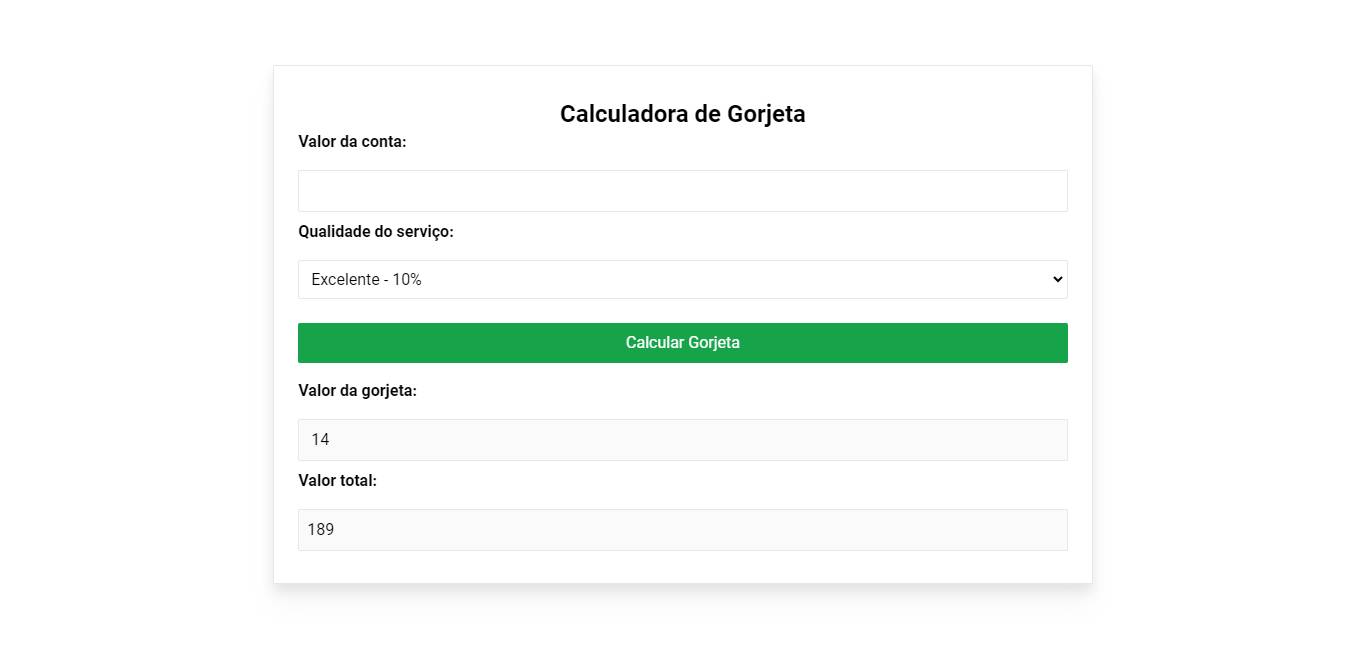 Calculadora de Gorjeta
Valor da conta:
Qualidade do serviço:
Excelente - 10%
Calcular Gorjeta
Valor da gorjeta:
14
Valor total:
189